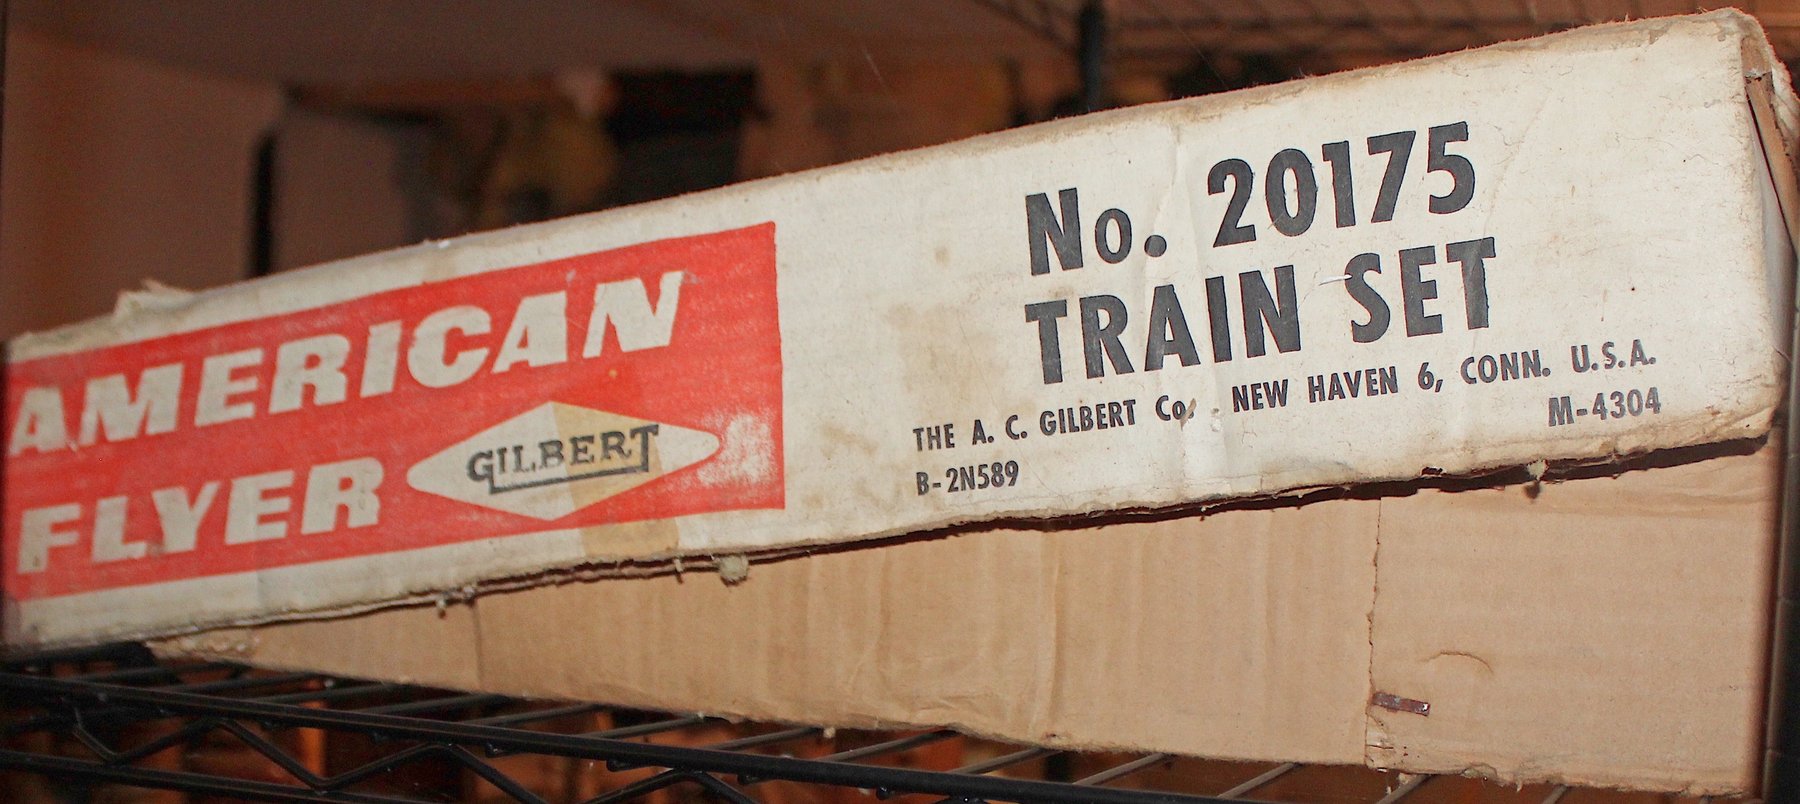 AMERICAN
FLYER
GILBERT
No. 20175
TRAIN SET
THE A. C. GILBERT Co. NEW HAVEN 6, CONN. U.S.A.
B-2N589
M-4304